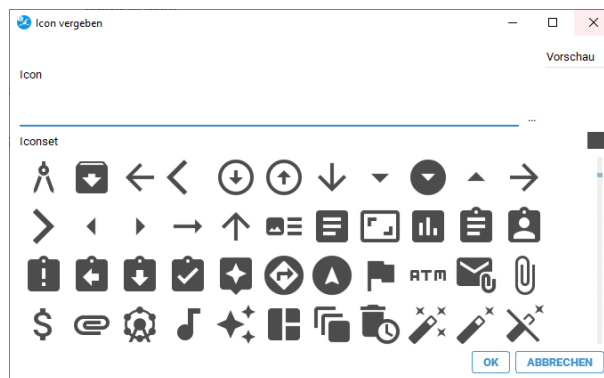 Icon vergeben
Vorschau
Icon
...
Iconset
ATM
OK
ABBRECHEN